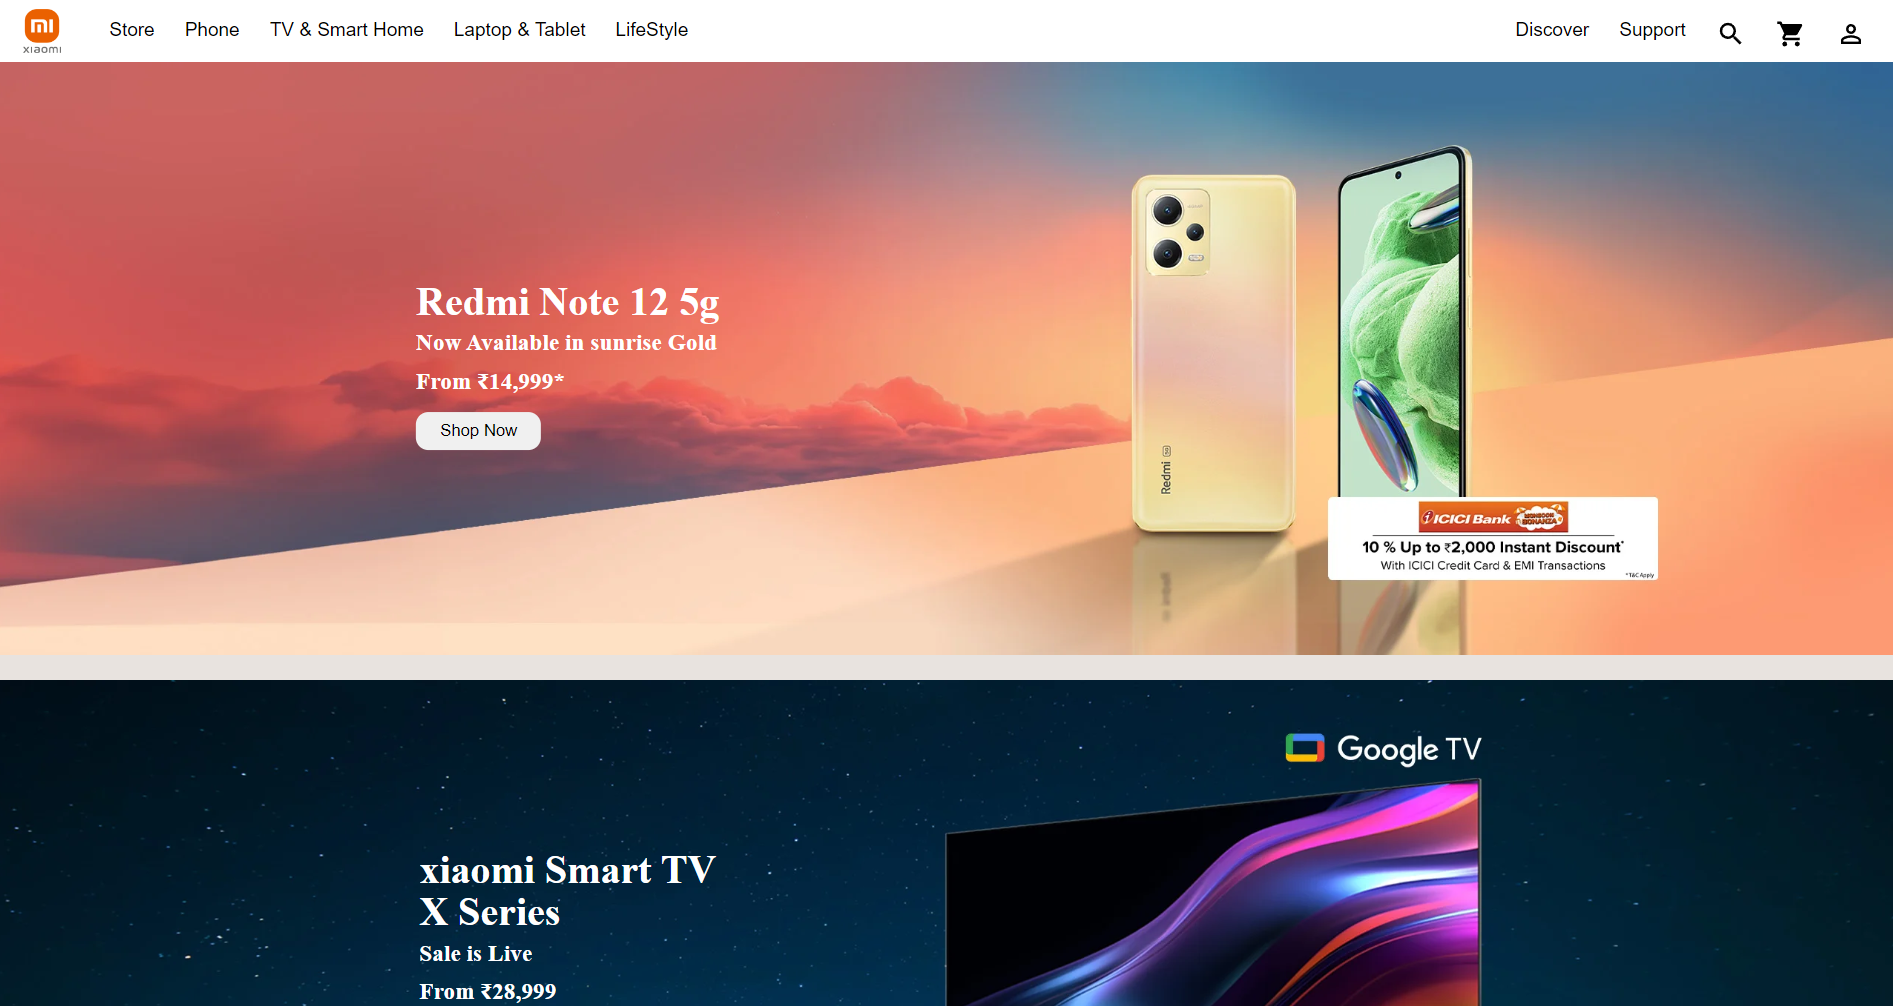 mi
xiaomi
Store Phone TV & Smart Home Laptop & Tablet LifeStyle Discover Support
Redmi Note 12 5g
Now Available in sunrise Gold
From ₹14,999*
Shop Now
Redmi 5G
ICICI Bank MONSOON BONANZA
10 % Up to ₹2,000 Instant Discount*
With ICICI Credit Card & EMI Transactions
*T&C Apply
Google TV
xiaomi Smart TV
X Series
Sale is Live
From ₹28,999